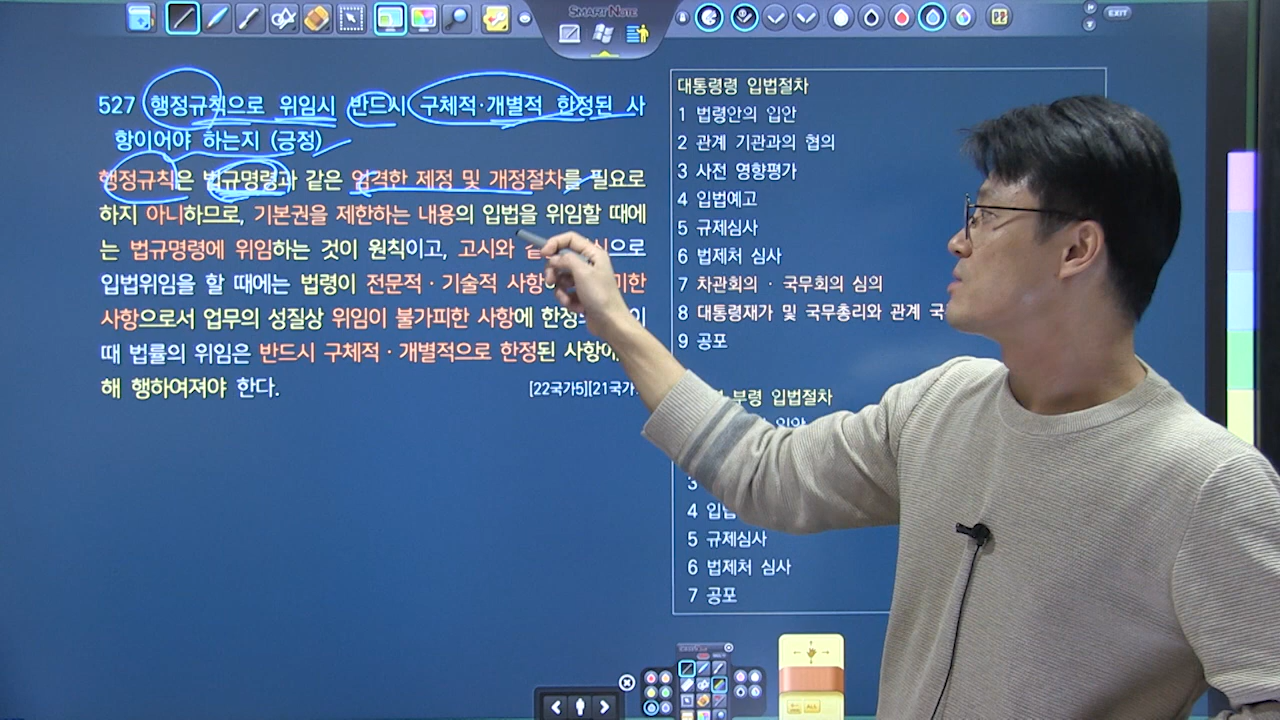 SMART NOTE
EXIT
527 행정규칙으로 위임시 반드시 구체적·개별적 한정된 사
항이어야 하는지 (긍정)
행정규칙은 법규명령과 같은 엄격한 제정 및 개정절차를 필요로
하지 아니하므로, 기본권을 제한하는 내용의 입법을 위임할 때에
는 법규명령에 위임하는 것이 원칙이고, 고시와 으로
입법위임을 할 때에는 법령이 전문적·기술적 사항
사항으로서 업무의 성질상 위임이 불가피한 사항에
때 법률의 위임은 반드시 구체적·개별적으로 한정된
해 행하여져야 한다.
[22국가5][21국가
대통령령 입법절차
1 법령안의 입안
2 관계 기관과의 협의
3 사전 영향평가
4 입법예고
5 규제심사
6 법제처 심사
7 차관회의 · 국무회의 심의
8 대통령재가 및 국무총리와 관계
9 공포
부령 입법절차
3
4
5 규제심사
6 법제처 심사
7 공포
ALL